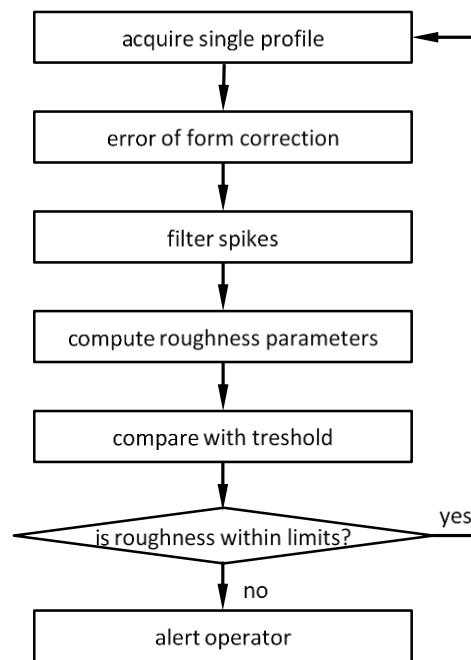 acquire single profile
error of form correction
filter spikes
compute roughness parameters
compare with treshold
yes
is roughness within limits?
no
alert operator